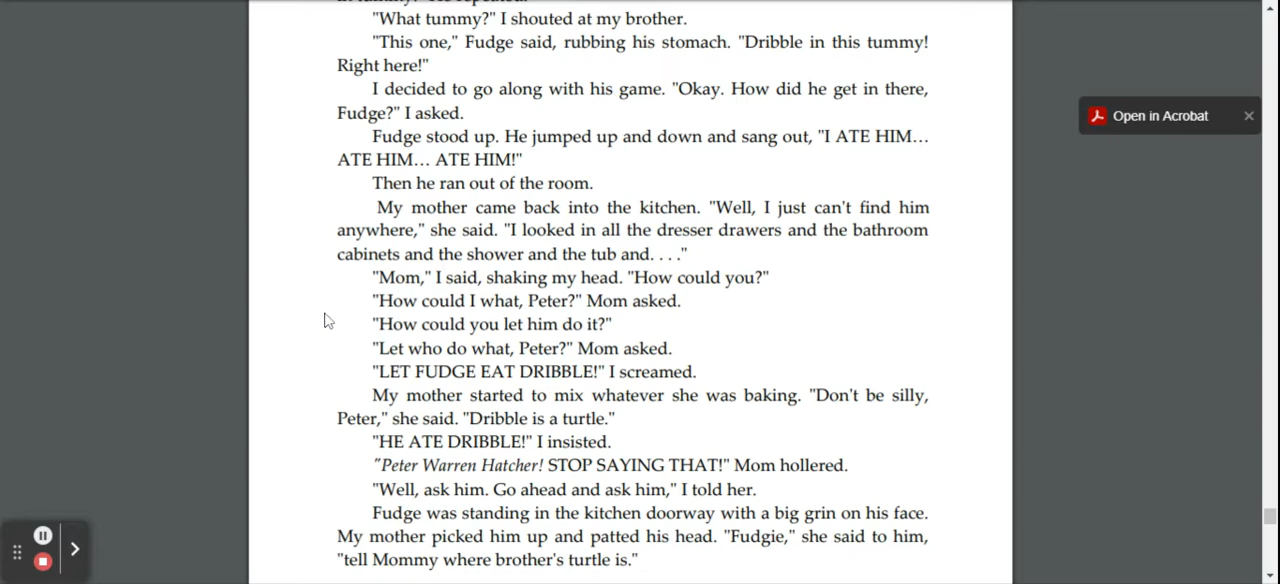 "What tummy?" I shouted at my brother.
"This one," Fudge said, rubbing his stomach. "Dribble in this tummy!
Right here!"
I decided to go along with his game. "Okay. How did he get in there,
Fudge?" I asked.
Fudge stood up. He jumped up and down and sang out, "I ATE HIM…
ATE HIM… ATE HIM!"
Then he ran out of the room.
My mother came back into the kitchen. "Well, I just can't find him
anywhere," she said. "I looked in all the dresser drawers and the bathroom
cabinets and the shower and the tub and. . . ."
"Mom," I said, shaking my head. "How could you?"
"How could I what, Peter?" Mom asked.
"How could you let him do it?"
"Let who do what, Peter?" Mom asked.
"LET FUDGE EAT DRIBBLE!" I screamed.
My mother started to mix whatever she was baking. "Don't be silly,
Peter," she said. "Dribble is a turtle."
"HE ATE DRIBBLE!" I insisted.
"Peter Warren Hatcher! STOP SAYING THAT!" Mom hollered.
"Well, ask him. Go ahead and ask him," I told her.
Fudge was standing in the kitchen doorway with a big grin on his face.
My mother picked him up and patted his head. "Fudgie," she said to him,
"tell Mommy where brother's turtle is."
Open in Acrobat